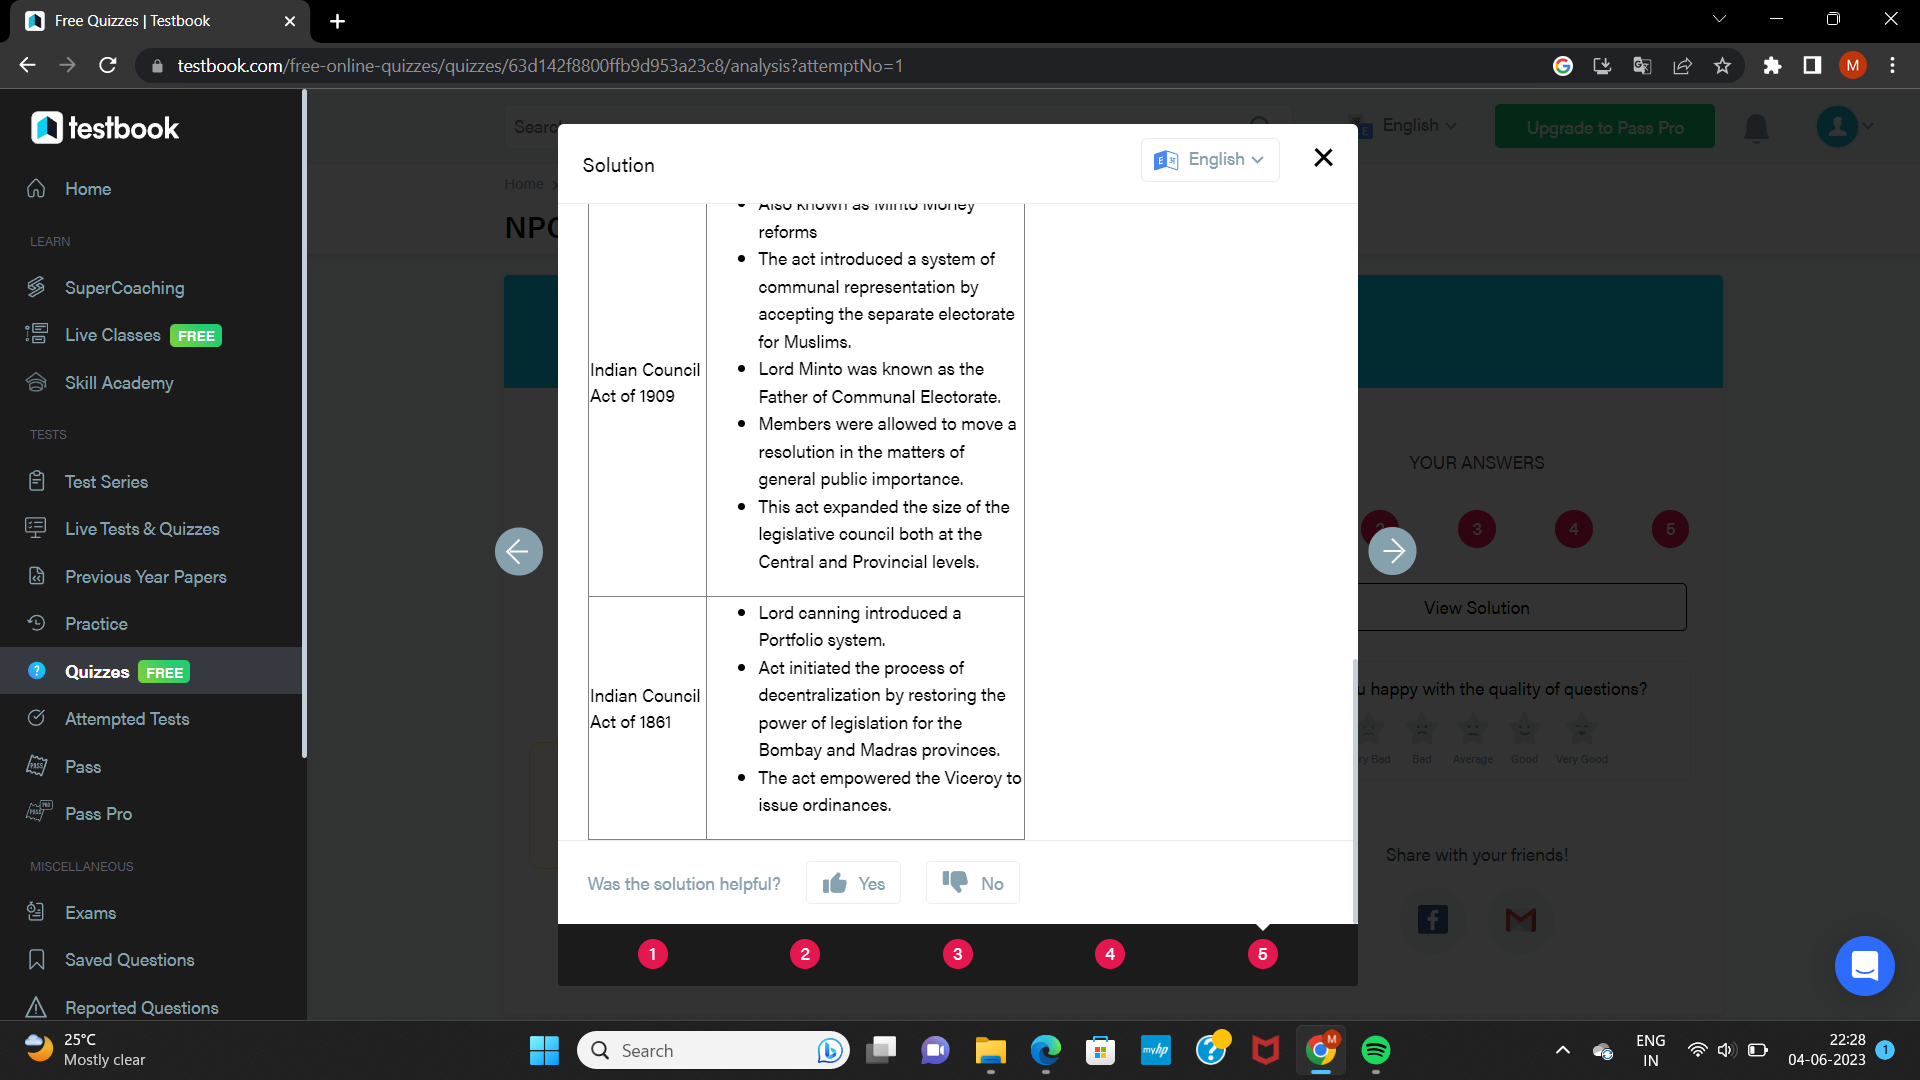 Free Quizzes | Testbook
testbook.com/free-online-quizzes/quizzes/63d142f8800ffb9d953a23c8/analysis?attemptNo=1
M
testbook
Home
LEARN
SuperCoaching
Live Classes FREE
Skill Academy
TESTS
Test Series
Live Tests & Quizzes
Previous Year Papers
Practice
Quizzes FREE
Attempted Tests
Pass
Pass Pro
MISCELLANEOUS
Exams
Saved Questions
Reported Questions
Searc
English
Upgrade to Pass Pro
Home
NPC
Solution
English
Also known as Minto Morley
reforms
The act introduced a system of
communal representation by
accepting the separate electorate
for Muslims.
Indian Council
Act of 1909
Lord Minto was known as the
Father of Communal Electorate.
Members were allowed to move a
resolution in the matters of
general public importance.
This act expanded the size of the
legislative council both at the
Central and Provincial levels.
Lord canning introduced a
Portfolio system.
Act initiated the process of
decentralization by restoring the
power of legislation for the
Bombay and Madras provinces.
Indian Council
Act of 1861
The act empowered the Viceroy to
issue ordinances.
Was the solution helpful?
Yes
No
1 2 3 4 5
YOUR ANSWERS
2 3 4 5
View Solution
u happy with the quality of questions?
ry Bad Bad Average Good Very Good
Share with your friends!
25°C
Mostly clear
Search
myhp
M
ENG
IN
22:28
04-06-2023
1